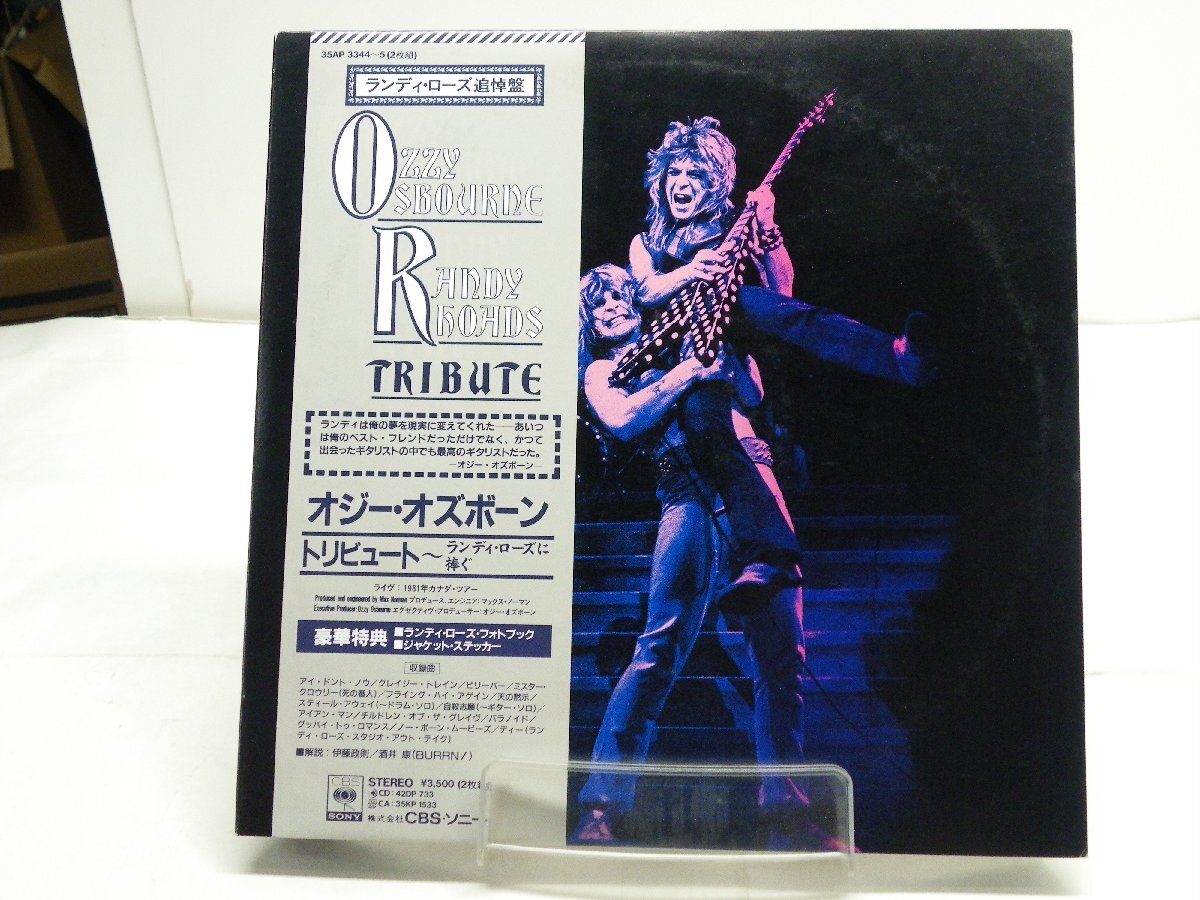 35AP 3344〜5(2枚組)
ランディ・ローズ追悼盤
OZZY
OSBOURNE
RANDY
RHOADS
TRIBUTE
ランディは俺の夢を現実に変えてくれた──あいつ
は俺のベスト・フレンドだっただけでなく、かつて
出会ったギタリストの中でも最高のギタリストだった。
─オジー・オズボーン─
オジー・オズボーン
トリビュート〜ランディ・ローズに
捧ぐ
ライヴ:1981年カナダ・ツアー
Produced and engineered by Max Norman プロデュース、エンジニア:マックス・ノーマン
Executive Producer: Ozzy Osbourne エグゼクティヴ・プロデューサー:オジー・オズボーン
豪華特典 ■ランディ・ローズ・フォトブック
■ジャケット・ステッカー
収録曲
アイ・ドント・ノウ/クレイジー・トレイン/ビリーバー/ミスター・
クロウリー(死の番人)/フライング・ハイ・アゲイン/天の黙示/
スティール・アウェイ(〜ドラム・ソロ)/自殺志願(〜ギター・ソロ)/
アイアン・マン/チルドレン・オブ・ザ・グレイヴ/パラノイド/
グッバイ・トゥ・ロマンス/ノー・ボーン・ムービーズ/ディー(ラン
ディ・ローズ・スタジオ・アウト・テイク)
■解説:伊藤政則/酒井 康(BURRN!)
CBS
SONY
STEREO ¥3,500(2枚組
CD:42DP 733
CA:35KP 1533
株式会社CBS・ソニー